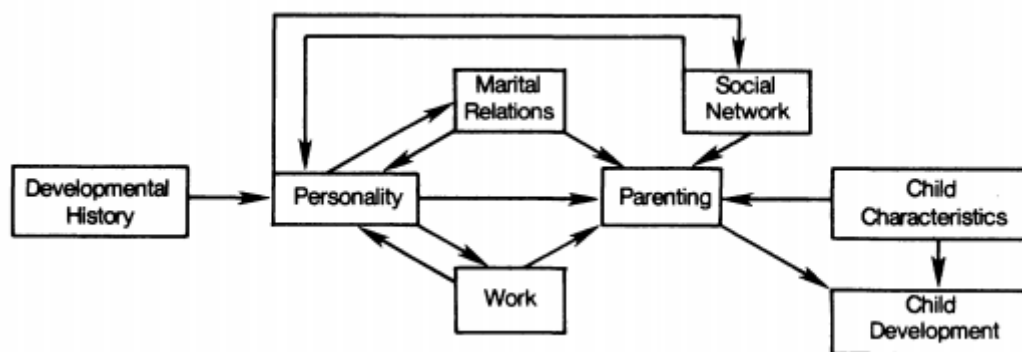 Marital
Relations
Social
Network
Developmental
History
Personality
Parenting
Child
Characteristics
Work
Child
Development